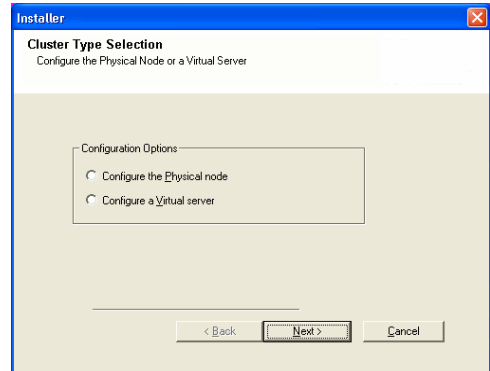 Installer
Cluster Type Selection
Configure the Physical Node or a Virtual Server
Configuration Options
Configure the Physical node
Configure a Virtual server
< Back Next > Cancel